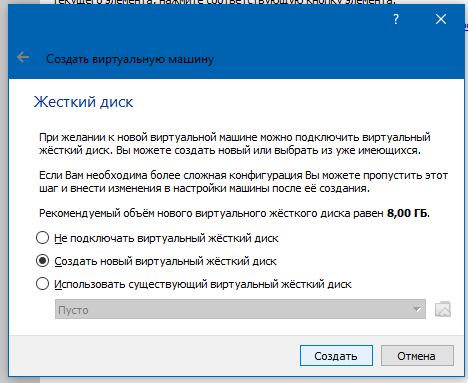 текущего элемента, нажмите соответствующую кнопку элемента.
?
Создать виртуальную машину
Жесткий диск
При желании к новой виртуальной машине можно подключить виртуальный
жёсткий диск. Вы можете создать новый или выбрать из уже имеющихся.
Если Вам необходима более сложная конфигурация Вы можете пропустить этот
шаг и внести изменения в настройки машины после её создания.
Рекомендуемый объём нового виртуального жёсткого диска равен 8,00 ГБ.
Не подключать виртуальный жёсткий диск
Создать новый виртуальный жёсткий диск
Использовать существующий виртуальный жёсткий диск
Пусто
Создать
Отмена